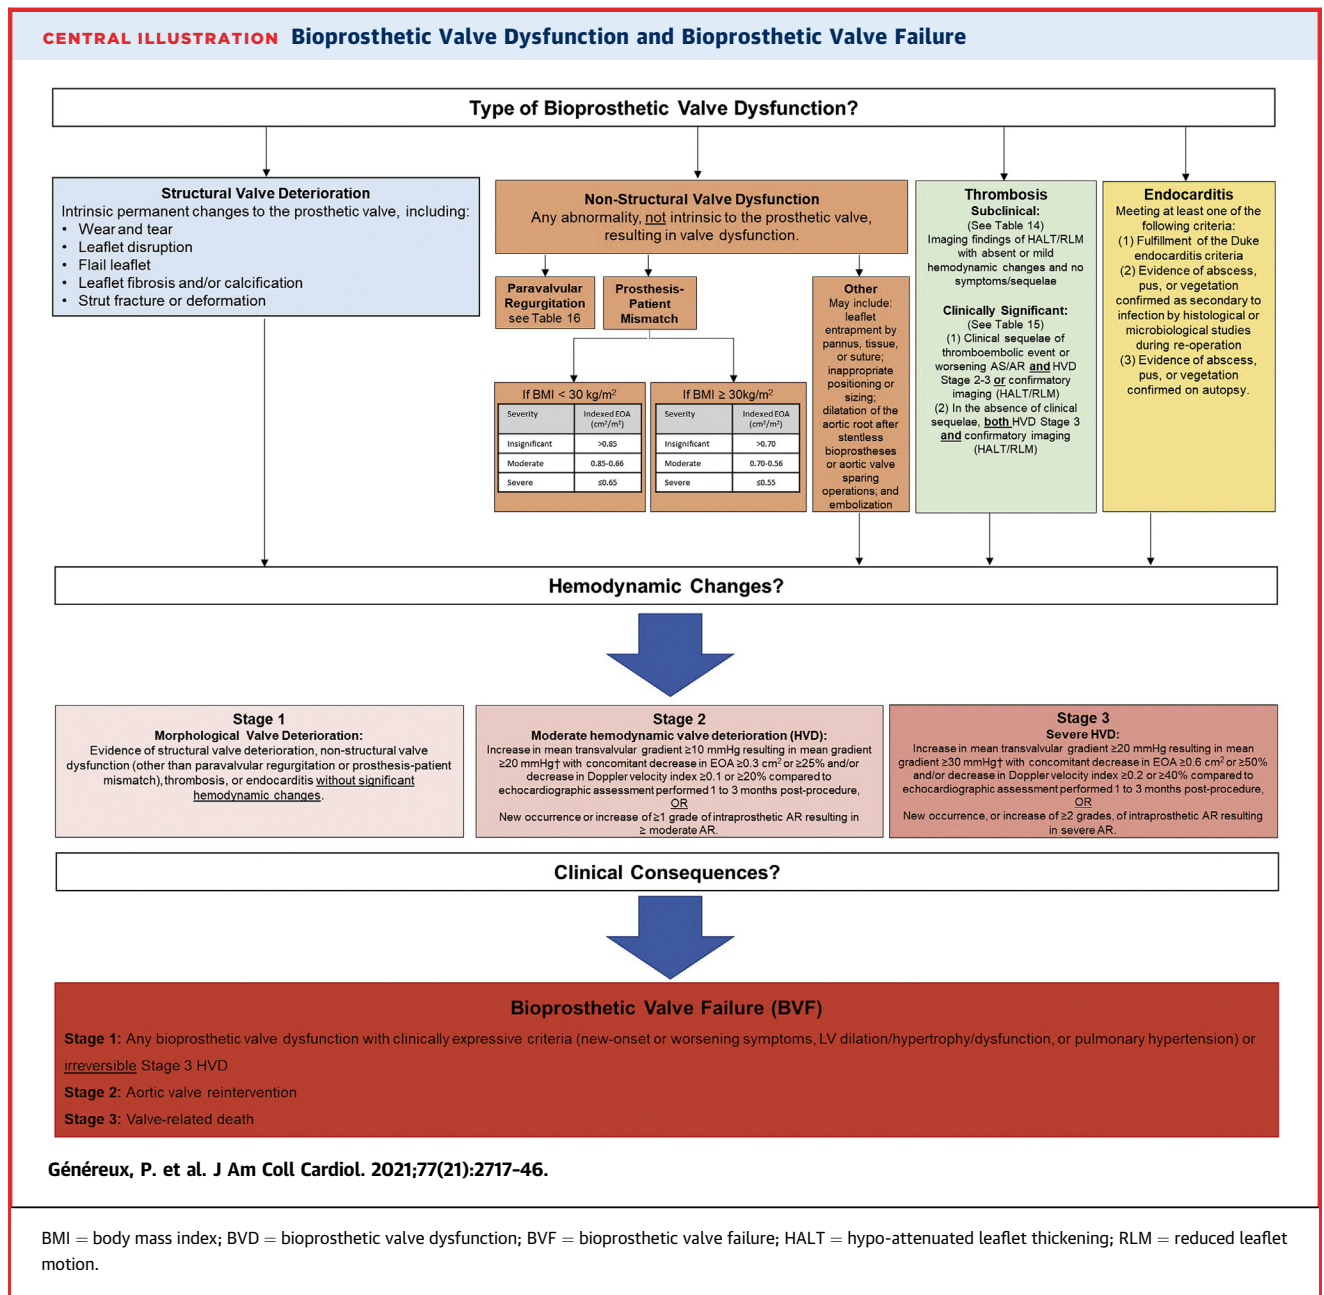 CENTRAL ILLUSTRATION Bioprosthetic Valve Dysfunction and Bioprosthetic Valve Failure
Type of Bioprosthetic Valve Dysfunction?
Structural Valve Deterioration
Intrinsic permanent changes to the prosthetic valve, including:
• Wear and tear
• Leaflet disruption
• Flail leaflet
• Leaflet fibrosis and/or calcification
• Strut fracture or deformation
Non-Structural Valve Dysfunction
Any abnormality, not intrinsic to the prosthetic valve,
resulting in valve dysfunction.
Paravalvular
Regurgitation
see Table 16
Prosthesis-
Patient
Mismatch
If BMI < 30 kg/m²
Severity Indexed EOA
(cm²/m²)
Insignificant >0.85
Moderate 0.85-0.66
Severe ≤0.65
If BMI ≥ 30kg/m²
Severity Indexed EOA
(cm²/m²)
Insignificant >0.70
Moderate 0.70-0.56
Severe ≤0.55
Other
May include:
leaflet
entrapment by
pannus, tissue,
or suture;
inappropriate
positioning or
sizing;
dilatation of the
aortic root after
stentless
bioprostheses
or aortic valve
sparing
operations; and
embolization
Thrombosis
Subclinical:
(See Table 14)
Imaging findings of HALT/RLM
with absent or mild
hemodynamic changes and no
symptoms/sequelae
Clinically Significant:
(See Table 15)
(1) Clinical sequelae of
thromboembolic event or
worsening AS/AR and HVD
Stage 2-3 or confirmatory
imaging (HALT/RLM)
(2) In the absence of clinical
sequelae, both HVD Stage 3
and confirmatory imaging
(HALT/RLM)
Endocarditis
Meeting at least one of the
following criteria:
(1) Fulfillment of the Duke
endocarditis criteria
(2) Evidence of abscess,
pus, or vegetation
confirmed as secondary to
infection by histological or
microbiological studies
during re-operation
(3) Evidence of abscess,
pus, or vegetation
confirmed on autopsy.
Hemodynamic Changes?
Stage 1
Morphological Valve Deterioration:
Evidence of structural valve deterioration, non-structural valve
dysfunction (other than paravalvular regurgitation or prosthesis-patient
mismatch), thrombosis, or endocarditis without significant
hemodynamic changes.
Stage 2
Moderate hemodynamic valve deterioration (HVD):
Increase in mean transvalvular gradient ≥10 mmHg resulting in mean gradient
≥20 mmHg† with concomitant decrease in EOA ≥0.3 cm² or ≥25% and/or
decrease in Doppler velocity index ≥0.1 or ≥20% compared to
echocardiographic assessment performed 1 to 3 months post-procedure,
OR
New occurrence or increase of ≥1 grade of intraprosthetic AR resulting in
≥ moderate AR.
Stage 3
Severe HVD:
Increase in mean transvalvular gradient ≥20 mmHg resulting in mean
gradient ≥30 mmHg† with concomitant decrease in EOA ≥0.6 cm² or ≥50%
and/or decrease in Doppler velocity index ≥0.2 or ≥40% compared to
echocardiographic assessment performed 1 to 3 months post-procedure,
OR
New occurrence, or increase of ≥2 grades, of intraprosthetic AR resulting
in severe AR.
Clinical Consequences?
Bioprosthetic Valve Failure (BVF)
Stage 1: Any bioprosthetic valve dysfunction with clinically expressive criteria (new-onset or worsening symptoms, LV dilation/hypertrophy/dysfunction, or pulmonary hypertension) or
irreversible Stage 3 HVD
Stage 2: Aortic valve reintervention
Stage 3: Valve-related death
Généreux, P. et al. J Am Coll Cardiol. 2021;77(21):2717–46.
BMI = body mass index; BVD = bioprosthetic valve dysfunction; BVF = bioprosthetic valve failure; HALT = hypo-attenuated leaflet thickening; RLM = reduced leaflet
motion.